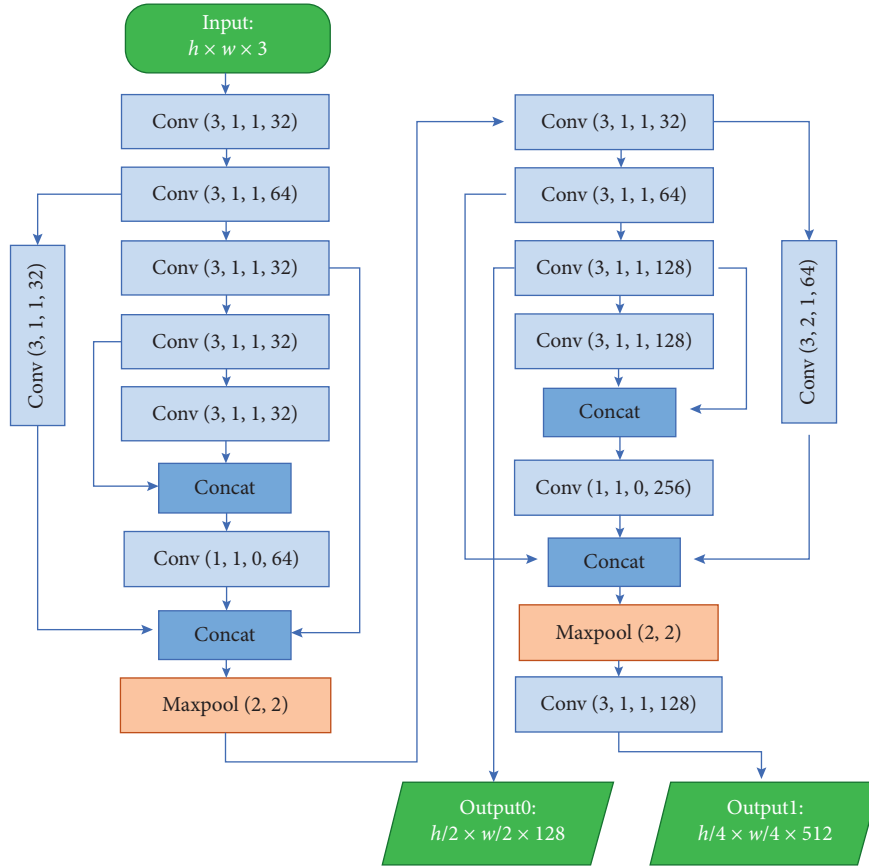 Input:
h × w × 3
Conv (3, 1, 1, 32)
Conv (3, 1, 1, 64)
Conv (3, 1, 1, 32)
Conv (3, 1, 1, 32)
Conv (3, 1, 1, 32)
Conv (3, 1, 1, 32)
Concat
Conv (1, 1, 0, 64)
Concat
Maxpool (2, 2)
Conv (3, 1, 1, 32)
Conv (3, 1, 1, 64)
Conv (3, 1, 1, 128)
Conv (3, 2, 1, 64)
Conv (3, 1, 1, 128)
Concat
Conv (1, 1, 0, 256)
Concat
Maxpool (2, 2)
Conv (3, 1, 1, 128)
Output0:
h/2 × w/2 × 128
Output1:
h/4 × w/4 × 512